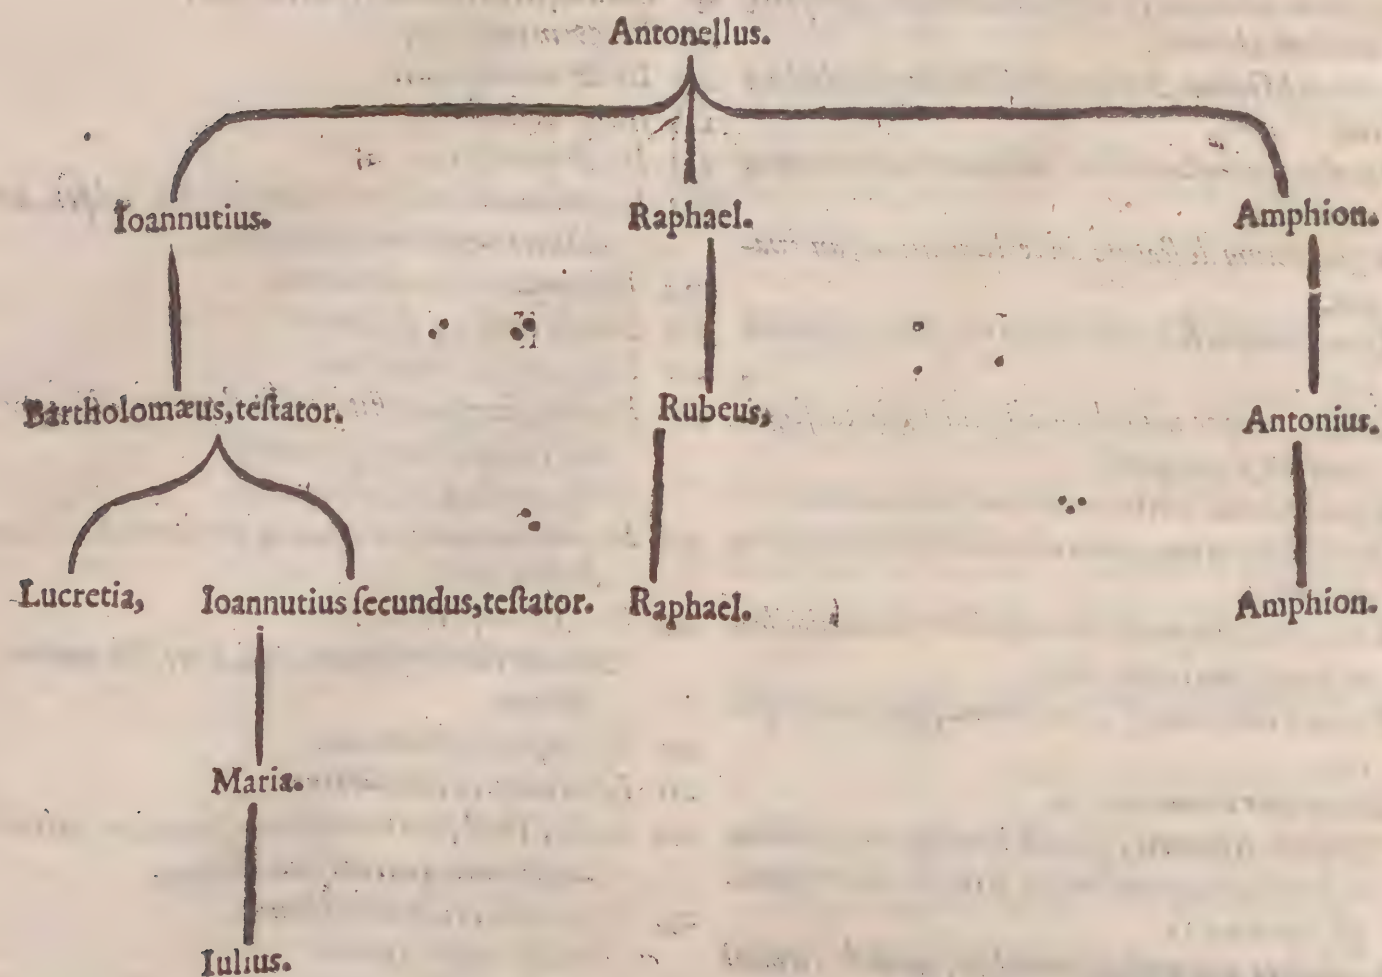 Antonellus.
Ioannutius. Raphael. Amphion.
Bartholomæus, teſtator. Rubeus, Antonius.
Lucretia, Ioannutius ſecundus, teſtator. Raphael. Amphion.
Maria.
Iulius.